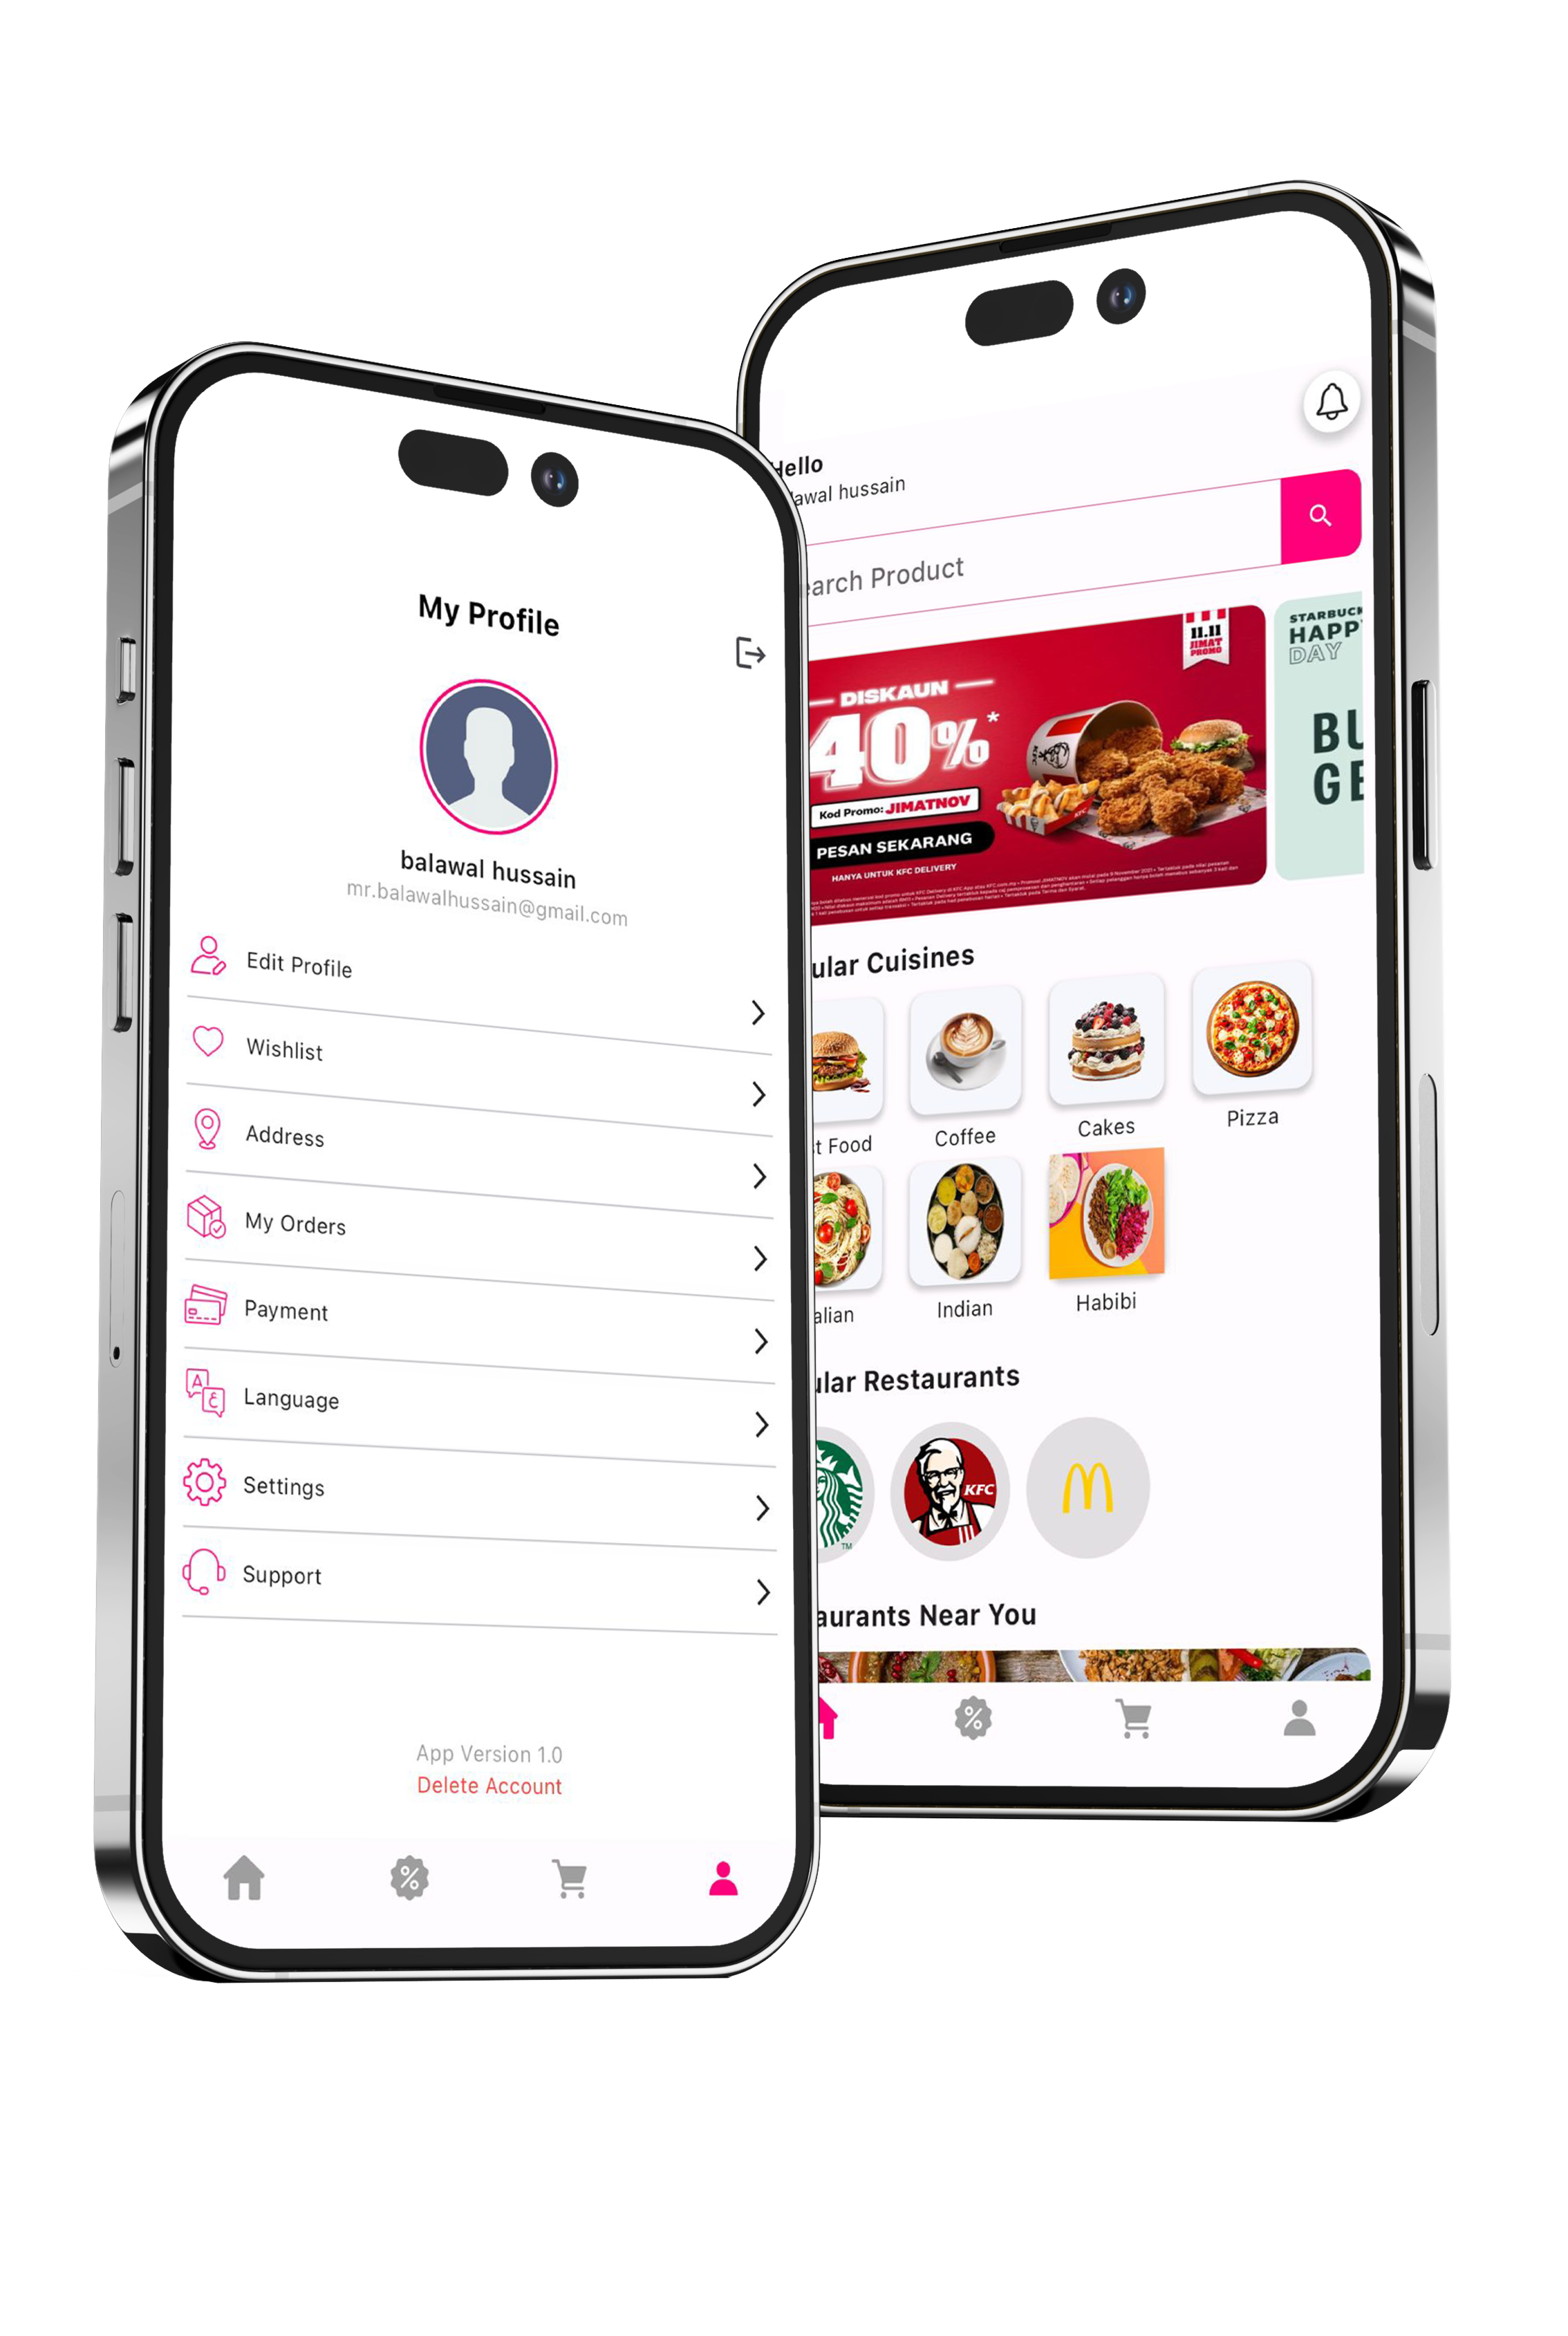 My Profile
balawal hussain
mr.balawalhussain@gmail.com
Edit Profile
Wishlist
Address
My Orders
Payment
Language
Settings
Support
App Version 1.0
Delete Account
Hello
awal hussain
earch Product
11.11
JIMAT
PROMO
DISKAUN
40%*
Kod Promo: JIMATNOV
PESAN SEKARANG
HANYA UNTUK KFC DELIVERY
KFC
STARBUCK
HAPPY
DAY
BU
GE
ular Cuisines
t Food
Coffee
Cakes
Pizza
alian
Indian
Habibi
ular Restaurants
TM
KFC
aurants Near You